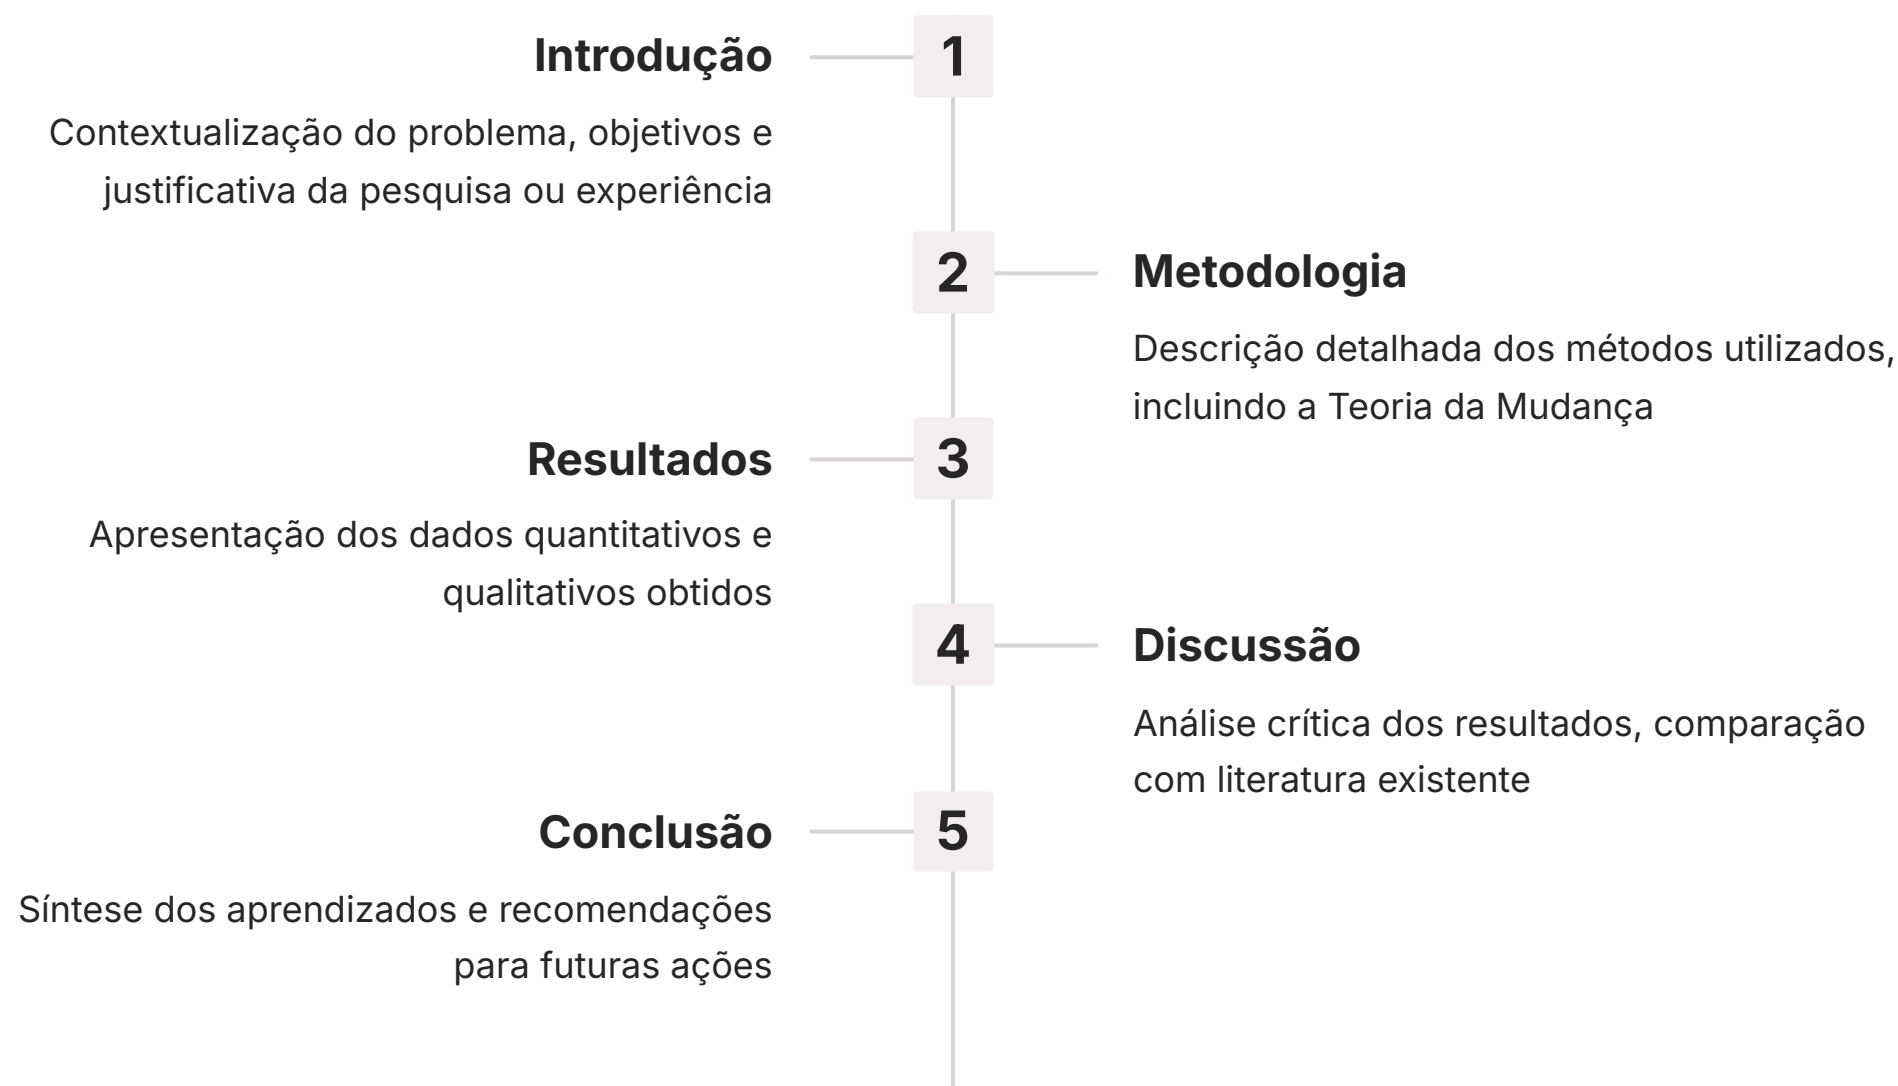 Introdução
1
Contextualização do problema, objetivos e
justificativa da pesquisa ou experiência
2
Metodologia
Descrição detalhada dos métodos utilizados,
incluindo a Teoria da Mudança
Resultados
3
Apresentação dos dados quantitativos e
qualitativos obtidos
4
Discussão
Análise crítica dos resultados, comparação
com literatura existente
Conclusão
5
Síntese dos aprendizados e recomendações
para futuras ações